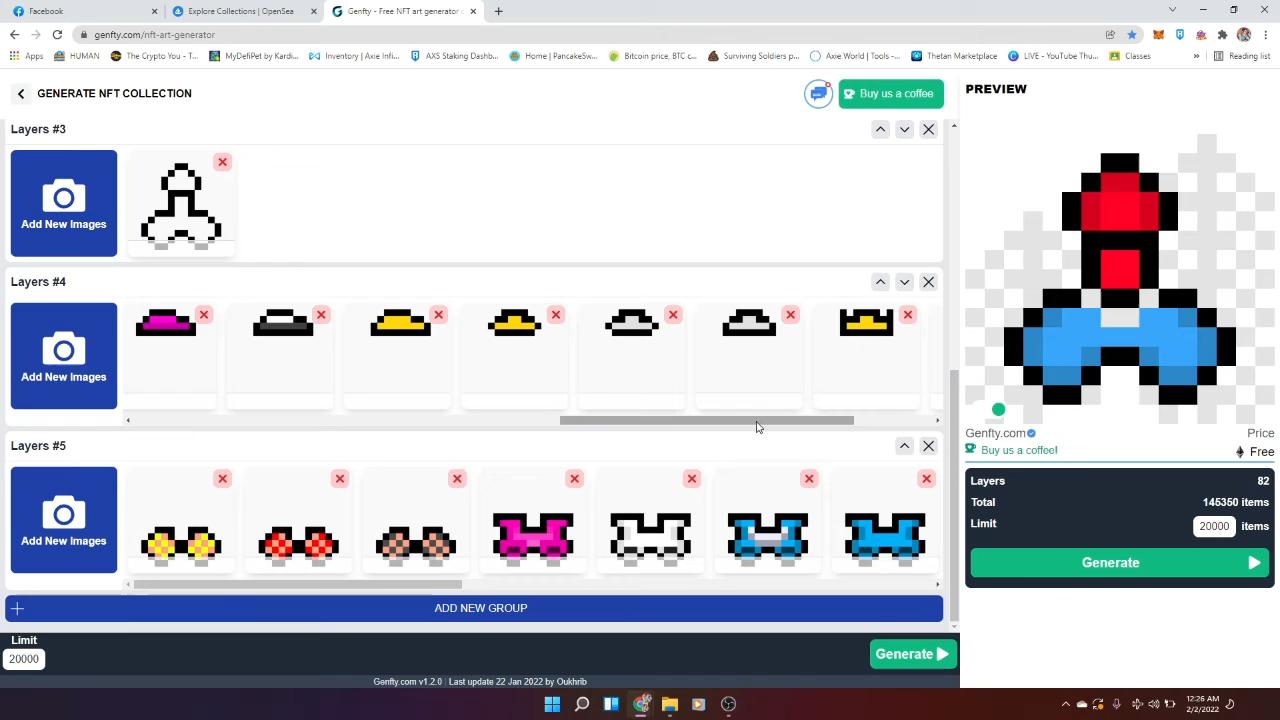 Facebook
Explore Collections | OpenSea
Genfty - Free NFT art generator c
genfty.com/nft-art-generator
Apps
HUMAN
The Crypto You - T...
MyDefiPet by Kardi...
Inventory | Axie Infi...
AXS Staking Dashb...
Home | PancakeSw...
Bitcoin price, BTC c...
Surviving Soldiers p...
Axie World | Tools -...
Thetan Marketplace
LIVE - YouTube Thu...
Classes
»
Reading list
GENERATE NFT COLLECTION
Buy us a coffee
PREVIEW
Layers #3
Add New Images
Layers #4
Add New Images
Layers #5
Add New Images
ADD NEW GROUP
Limit
20000
Generate
Genfty.com v1.2.0 | Last update 22 Jan 2022 by Oukhrib
Genfty.com
Price
Buy us a coffee!
Free
Layers
82
Total
145350 items
Limit
20000 items
Generate
12:26 AM
2/2/2022